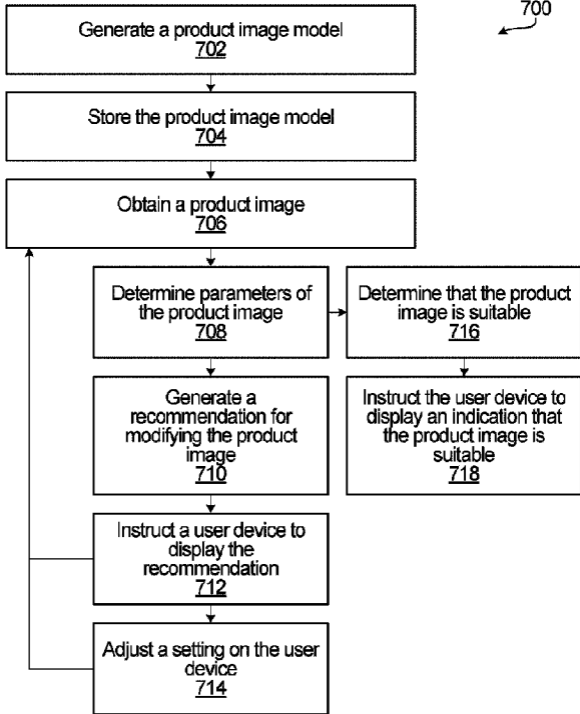 700
Generate a product image model
702
Store the product image model
704
Obtain a product image
706
Determine parameters of
the product image
708
Determine that the product
image is suitable
716
Generate a
recommendation for
modifying the product
image
710
Instruct the user device to
display an indication that
the product image is
suitable
718
Instruct a user device to
display the
recommendation
712
Adjust a setting on the user
device
714